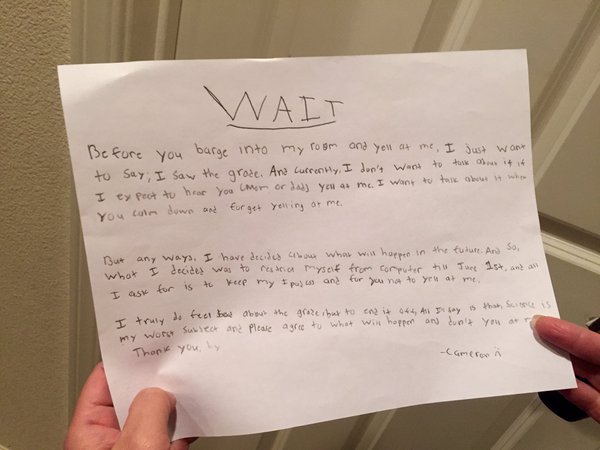 WAIT
Before you barge into my room and yell at me, I Just want
to say, I saw the grade. And currently, I don't want to talk about it if
I expect to hear you (Mom or dad) yell at me. I want to talk about it when
you calm down and forget yelling at me.
But any ways, I have decided about what will happen in the future. And so,
what I decided was to restrict myself from computer till June 1st, and all
I ask for is to keep my and for you not to yell at me.
I truly do feel bad about the grade, but to end it off, All I'll say is that, Science is
my worst subject and please agree to what will happen and don't yell at me.
Thank you, by
-Cameron